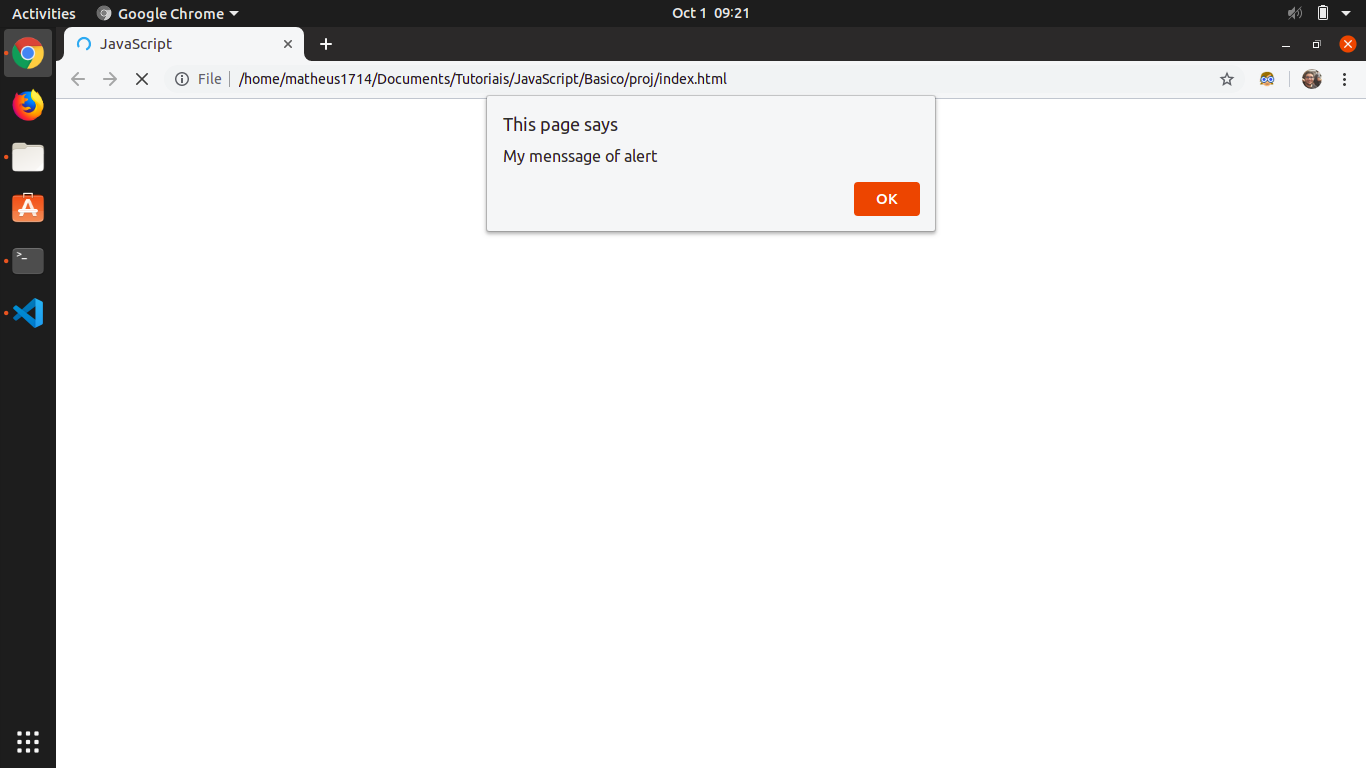 Activities
Google Chrome
Oct 1 09:21
JavaScript
File
/home/matheus1714/Documents/Tutoriais/JavaScript/Basico/proj/index.html
This page says
My menssage of alert
OK